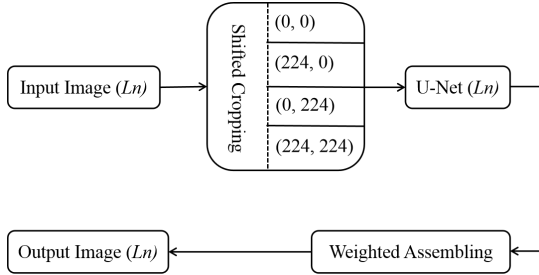 Input Image (Ln)
Shifted Cropping
(0, 0)
(224, 0)
(0, 224)
(224, 224)
U-Net (Ln)
Output Image (Ln)
Weighted Assembling